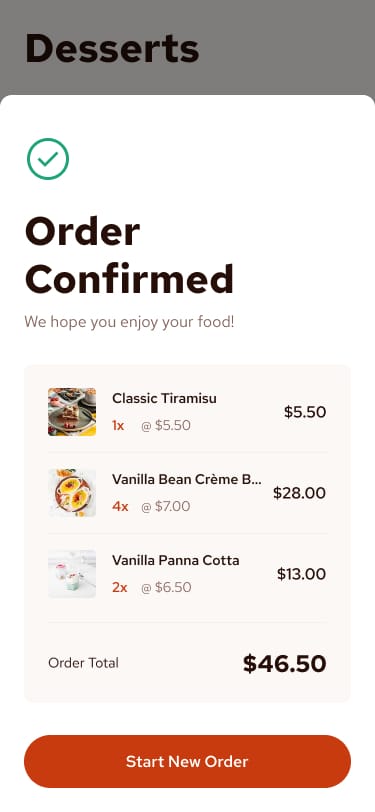 Desserts
Order
Confirmed
We hope you enjoy your food!
Classic Tiramisu
1x @ $5.50
$5.50
Vanilla Bean Crème B...
4x @ $7.00
$28.00
Vanilla Panna Cotta
2x @ $6.50
$13.00
Order Total
$46.50
Start New Order